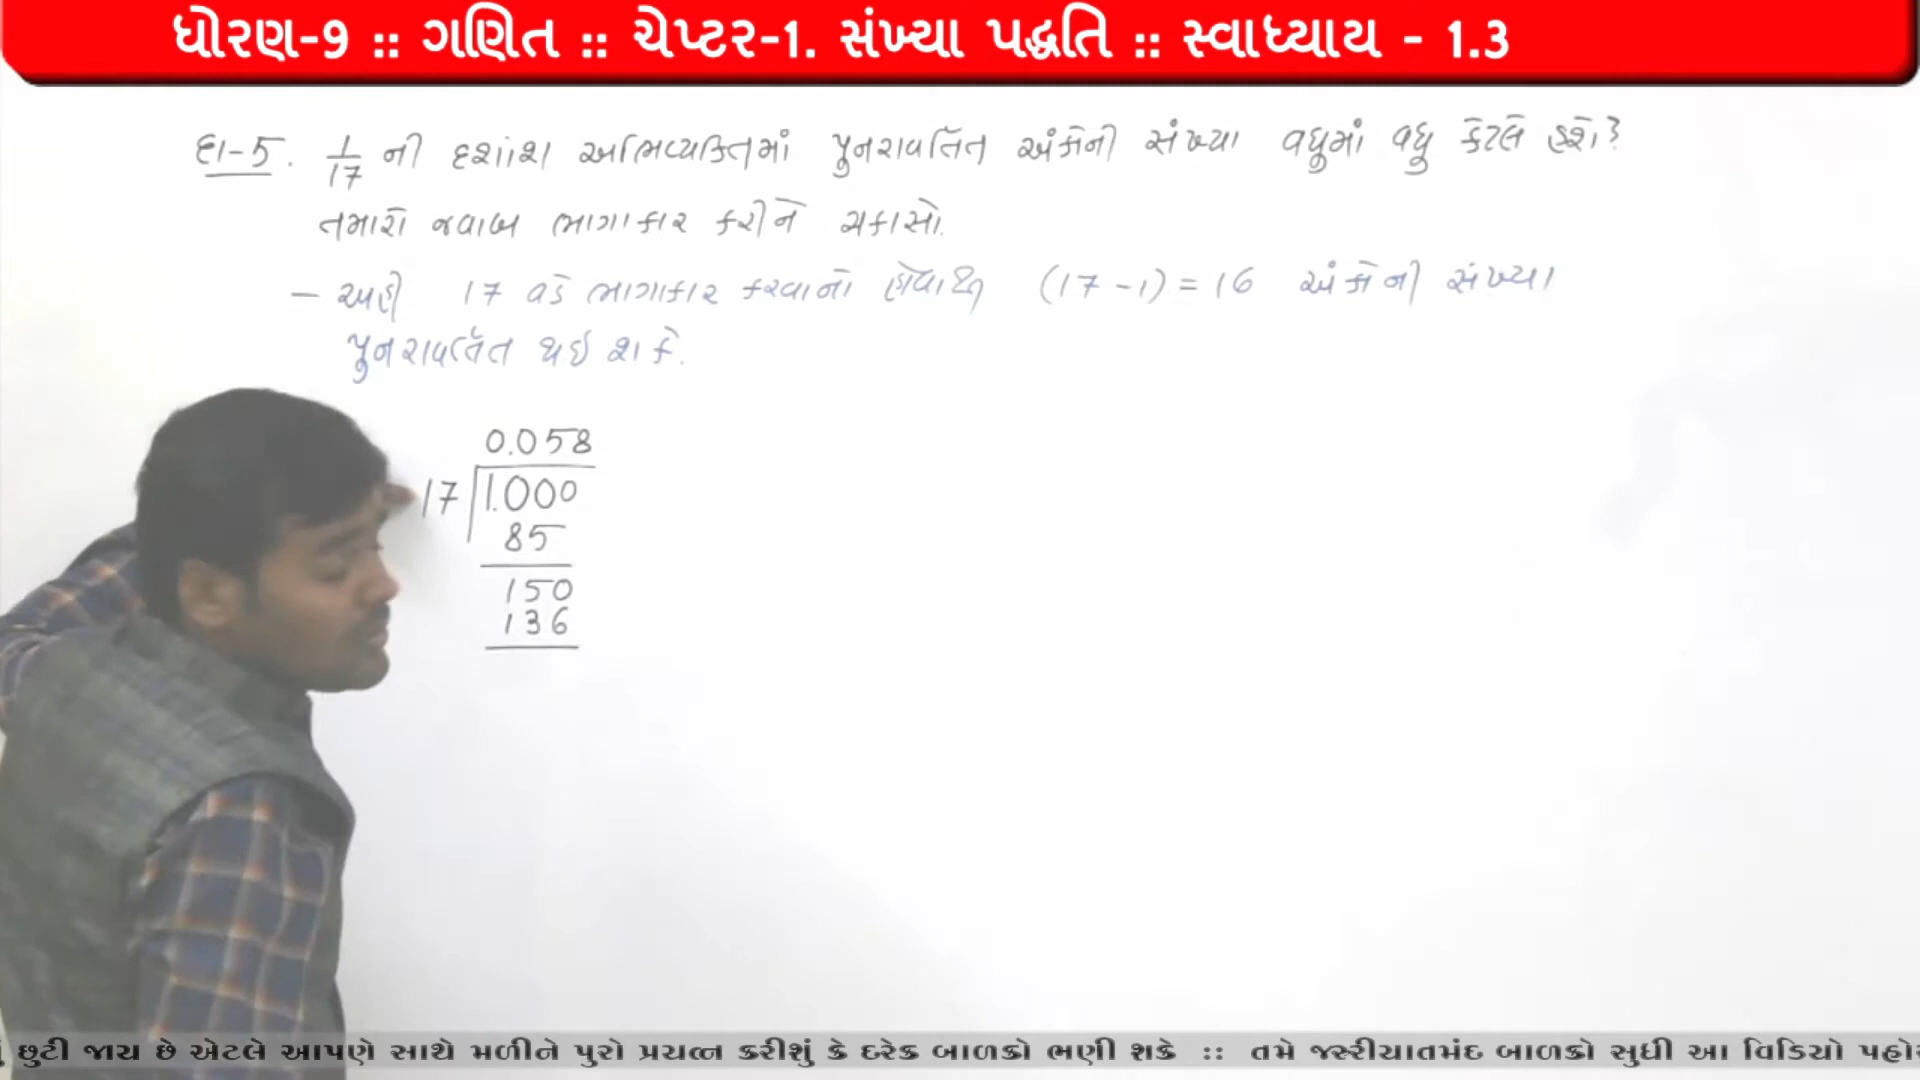 ધોરણ-9 :: ગણિત :: ચેપ્ટર-1. સંખ્યા પદ્ધતિ :: સ્વાધ્યાય - 1.3
દા-5. 1/17 ની દશાંશ અભિવ્યક્તિમાં પુનરાવર્તિત અંકોની સંખ્યા વધુમાં વધુ કેટલે હશે?
તમારો જવાબ ભાગાકાર કરીને ચકાસો.
- અહીં 17 વડે ભાગાકાર કરવાનો હોવાથી (17-1) = 16 અંકોની સંખ્યા
પુનરાવર્તિત થઇ શકે.
0.058
17 1.000
85
150
136
છુટી જાય છે એટલે આપણે સાથે મળીને પુરો પ્રયત્ન કરીશું કે દરેક બાળકો ભણી શકે :: તમે જરૂરીયાતમંદ બાળકો સુધી આ વિડિયો